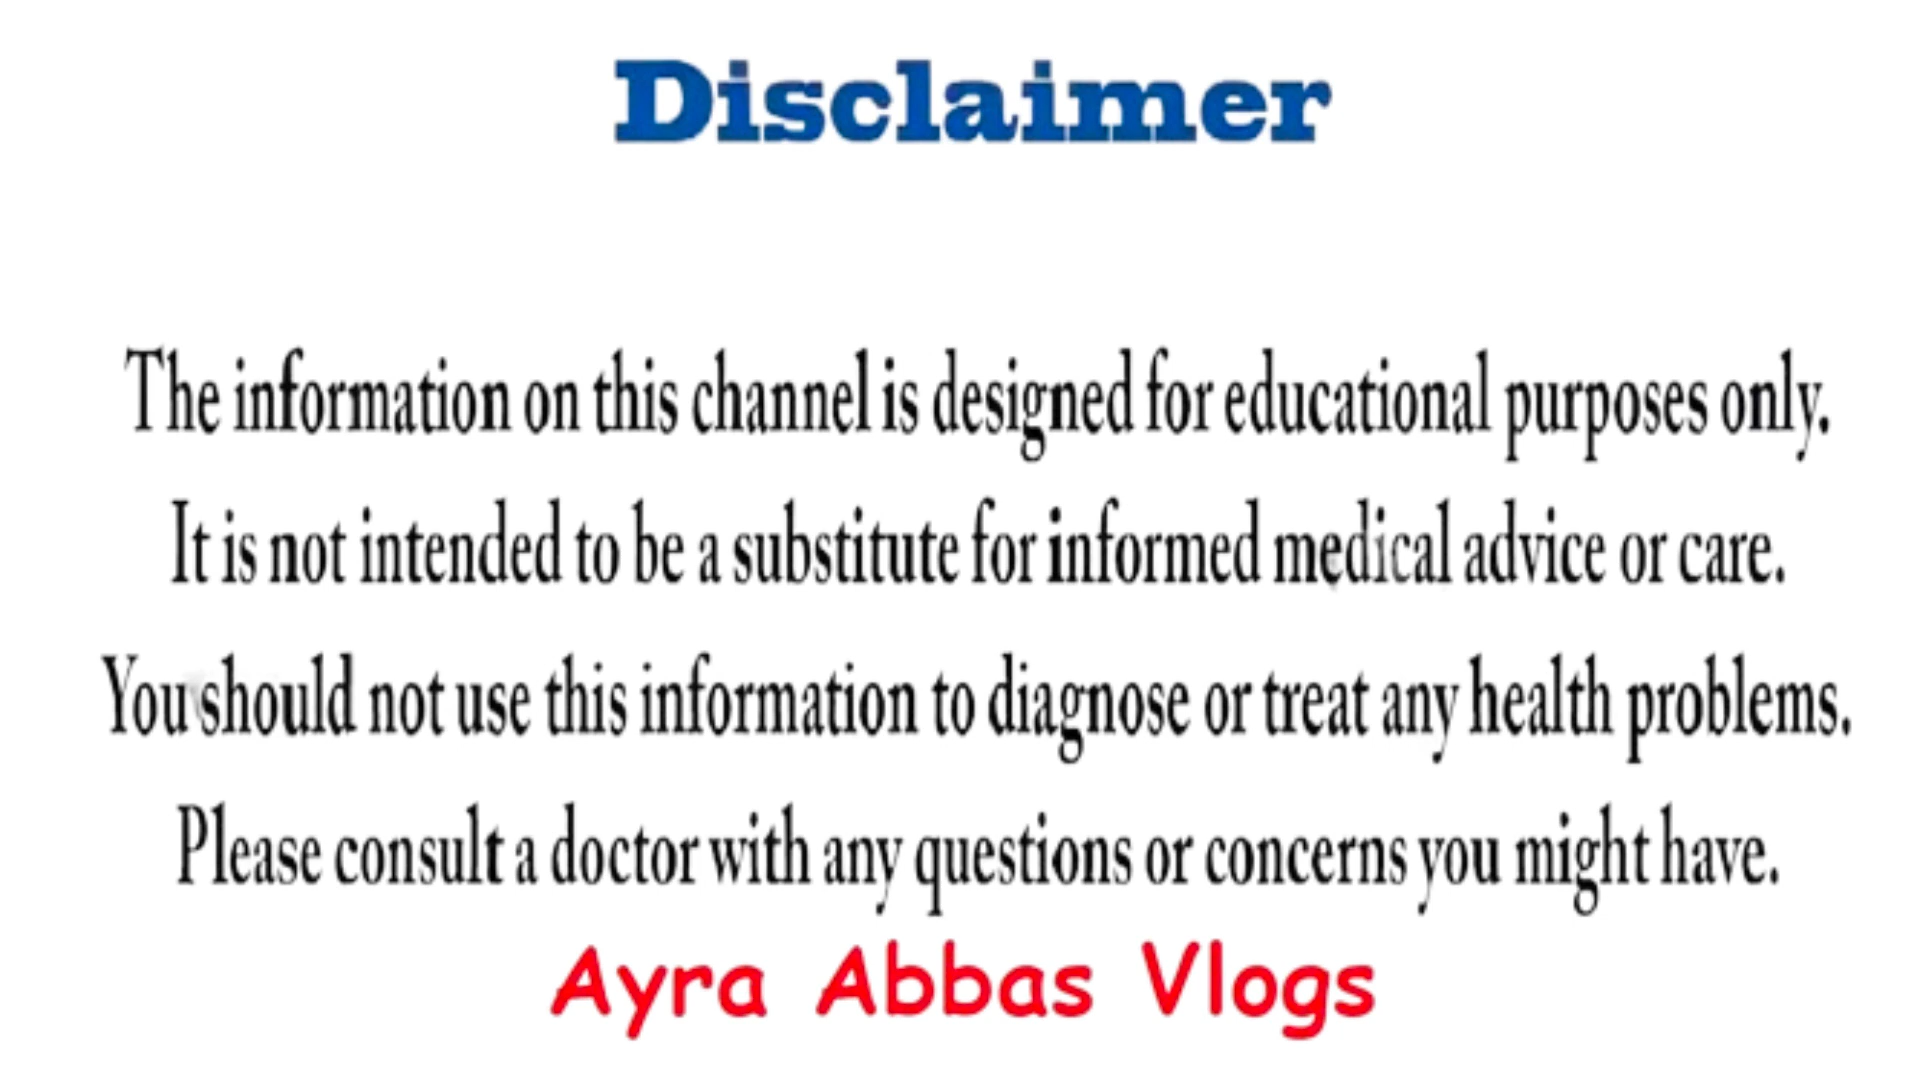 Disclaimer
The information on this channel is designed for educational purposes only.
It is not intended to be a substitute for informed medical advice or care.
You should not use this information to diagnose or treat any health problems.
Please consult a doctor with any questions or concerns you might have.
Ayra Abbas Vlogs